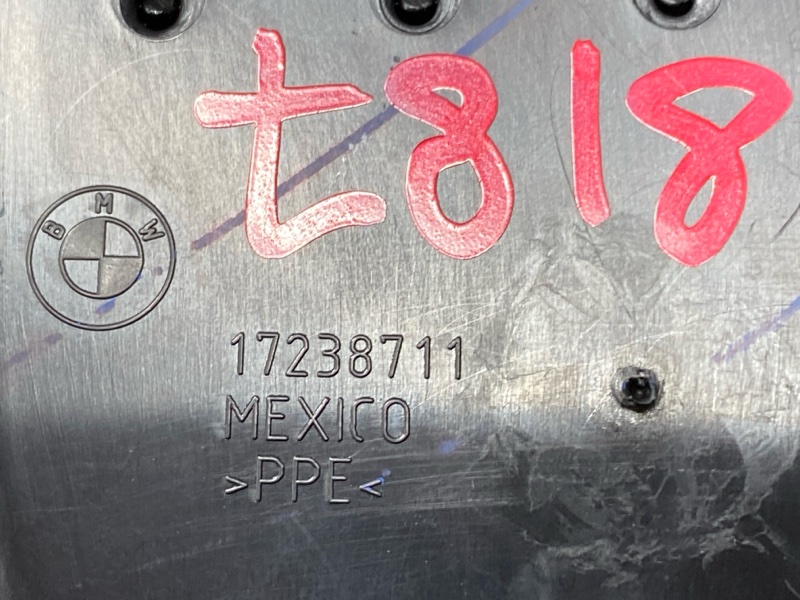 t818
BMW
17238711
MEXICO
>PPE<